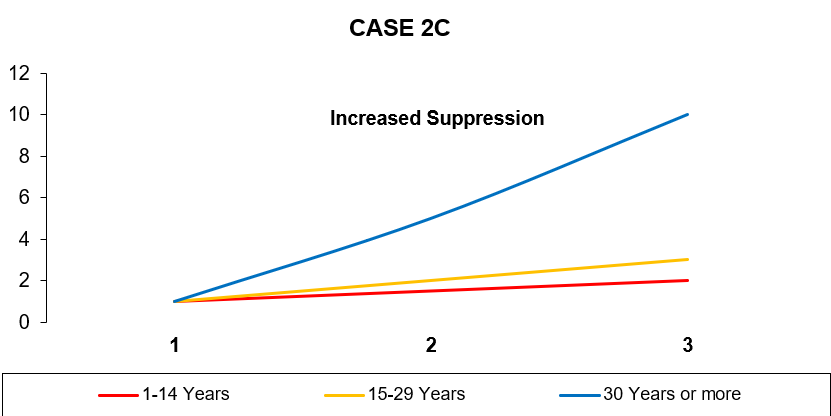 CASE 2C
12
10
8
6
4
2
0
Increased Suppression
1 2 3
1-14 Years 15-29 Years 30 Years or more